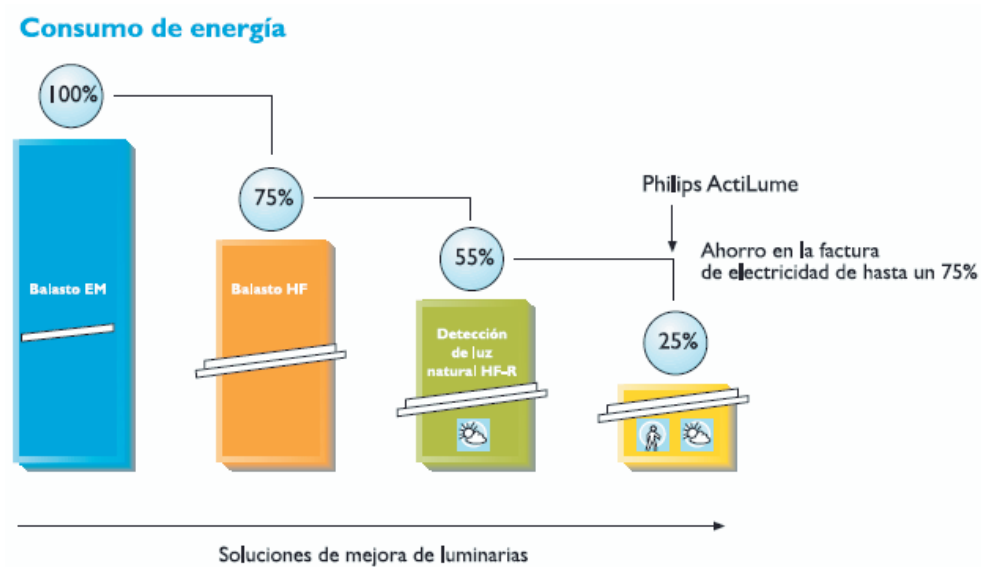 Consumo de energía
100%
75%
Philips ActiLume
55%
Ahorro en la factura
de electricidad de hasta un 75%
Balasto EM
Balasto HF
Detección
de luz
natural HF-R
25%
Soluciones de mejora de luminarias